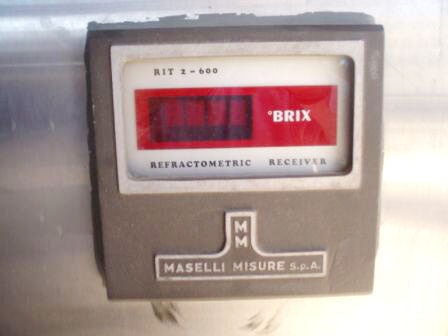 RIT 2-600
°BRIX
REFRACTOMETRIC RECEIVER
MM
MASELLI MISURE S.p.A.